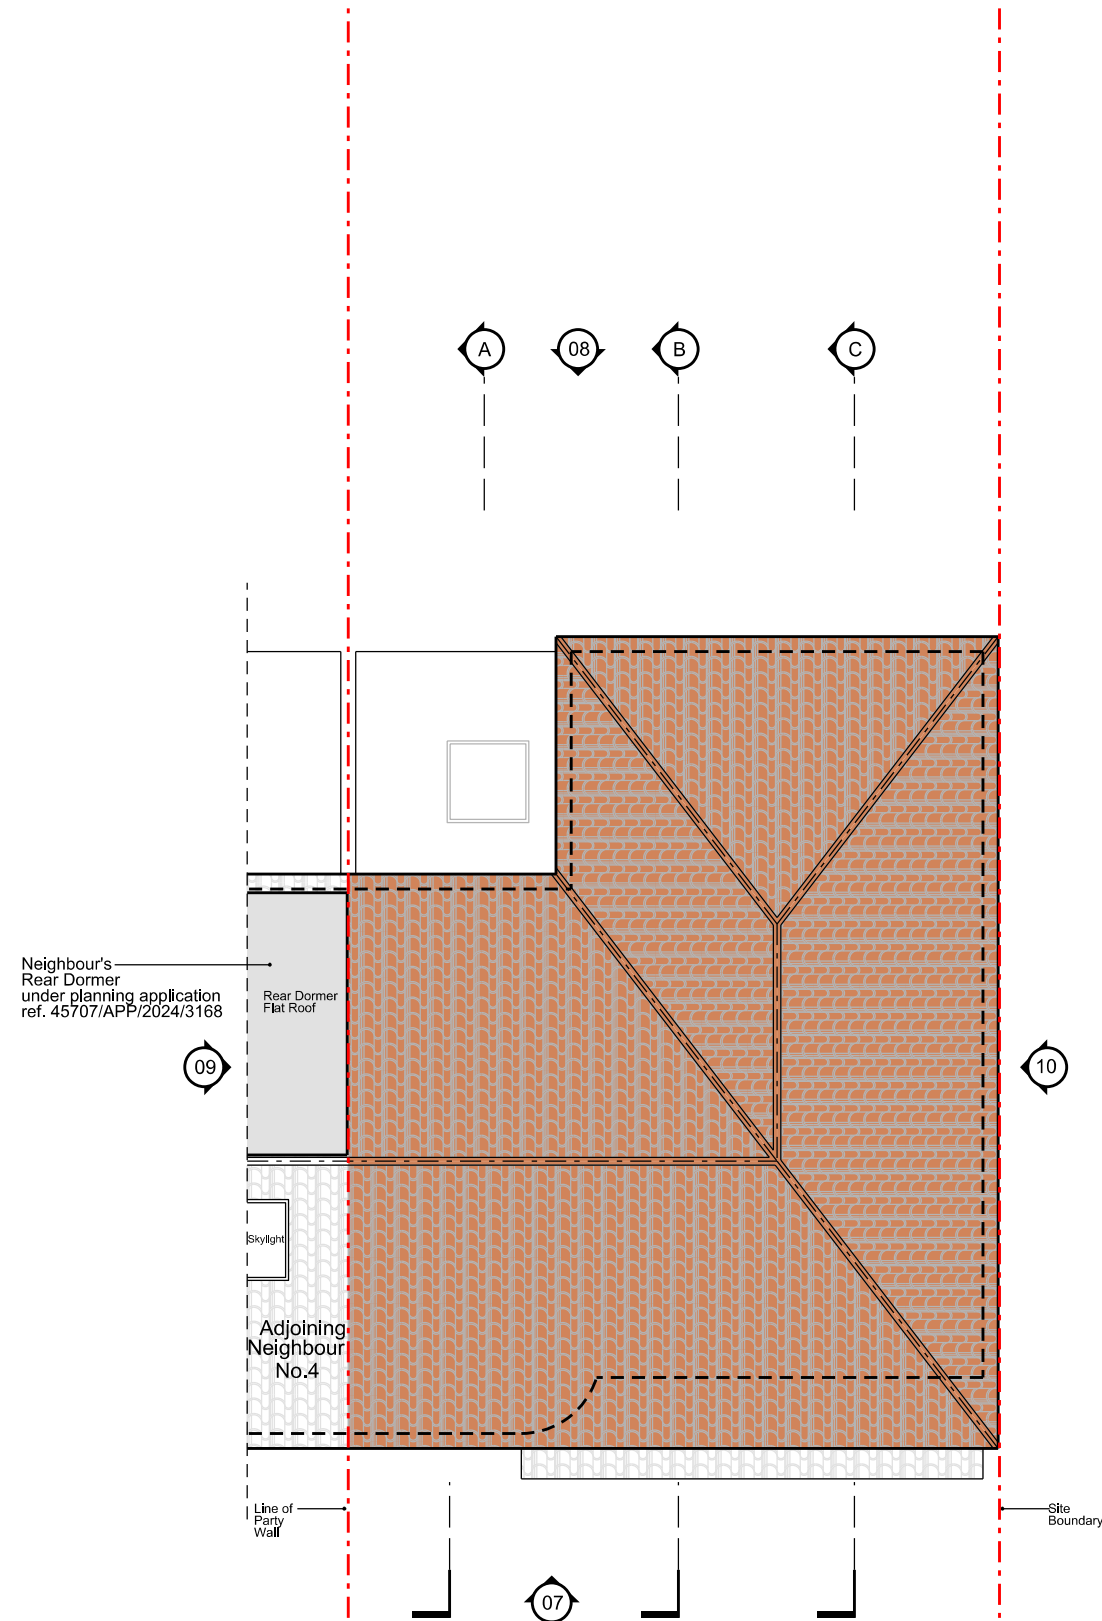 A
08
B
C
Neighbour's
Rear Dormer
under planning application
ref. 45707/APP/2024/3168
Rear Dormer
Flat Roof
09
10
Skylight
Adjoining
Neighbour
No.4
Line of
Party
Wall
Site
Boundary
07